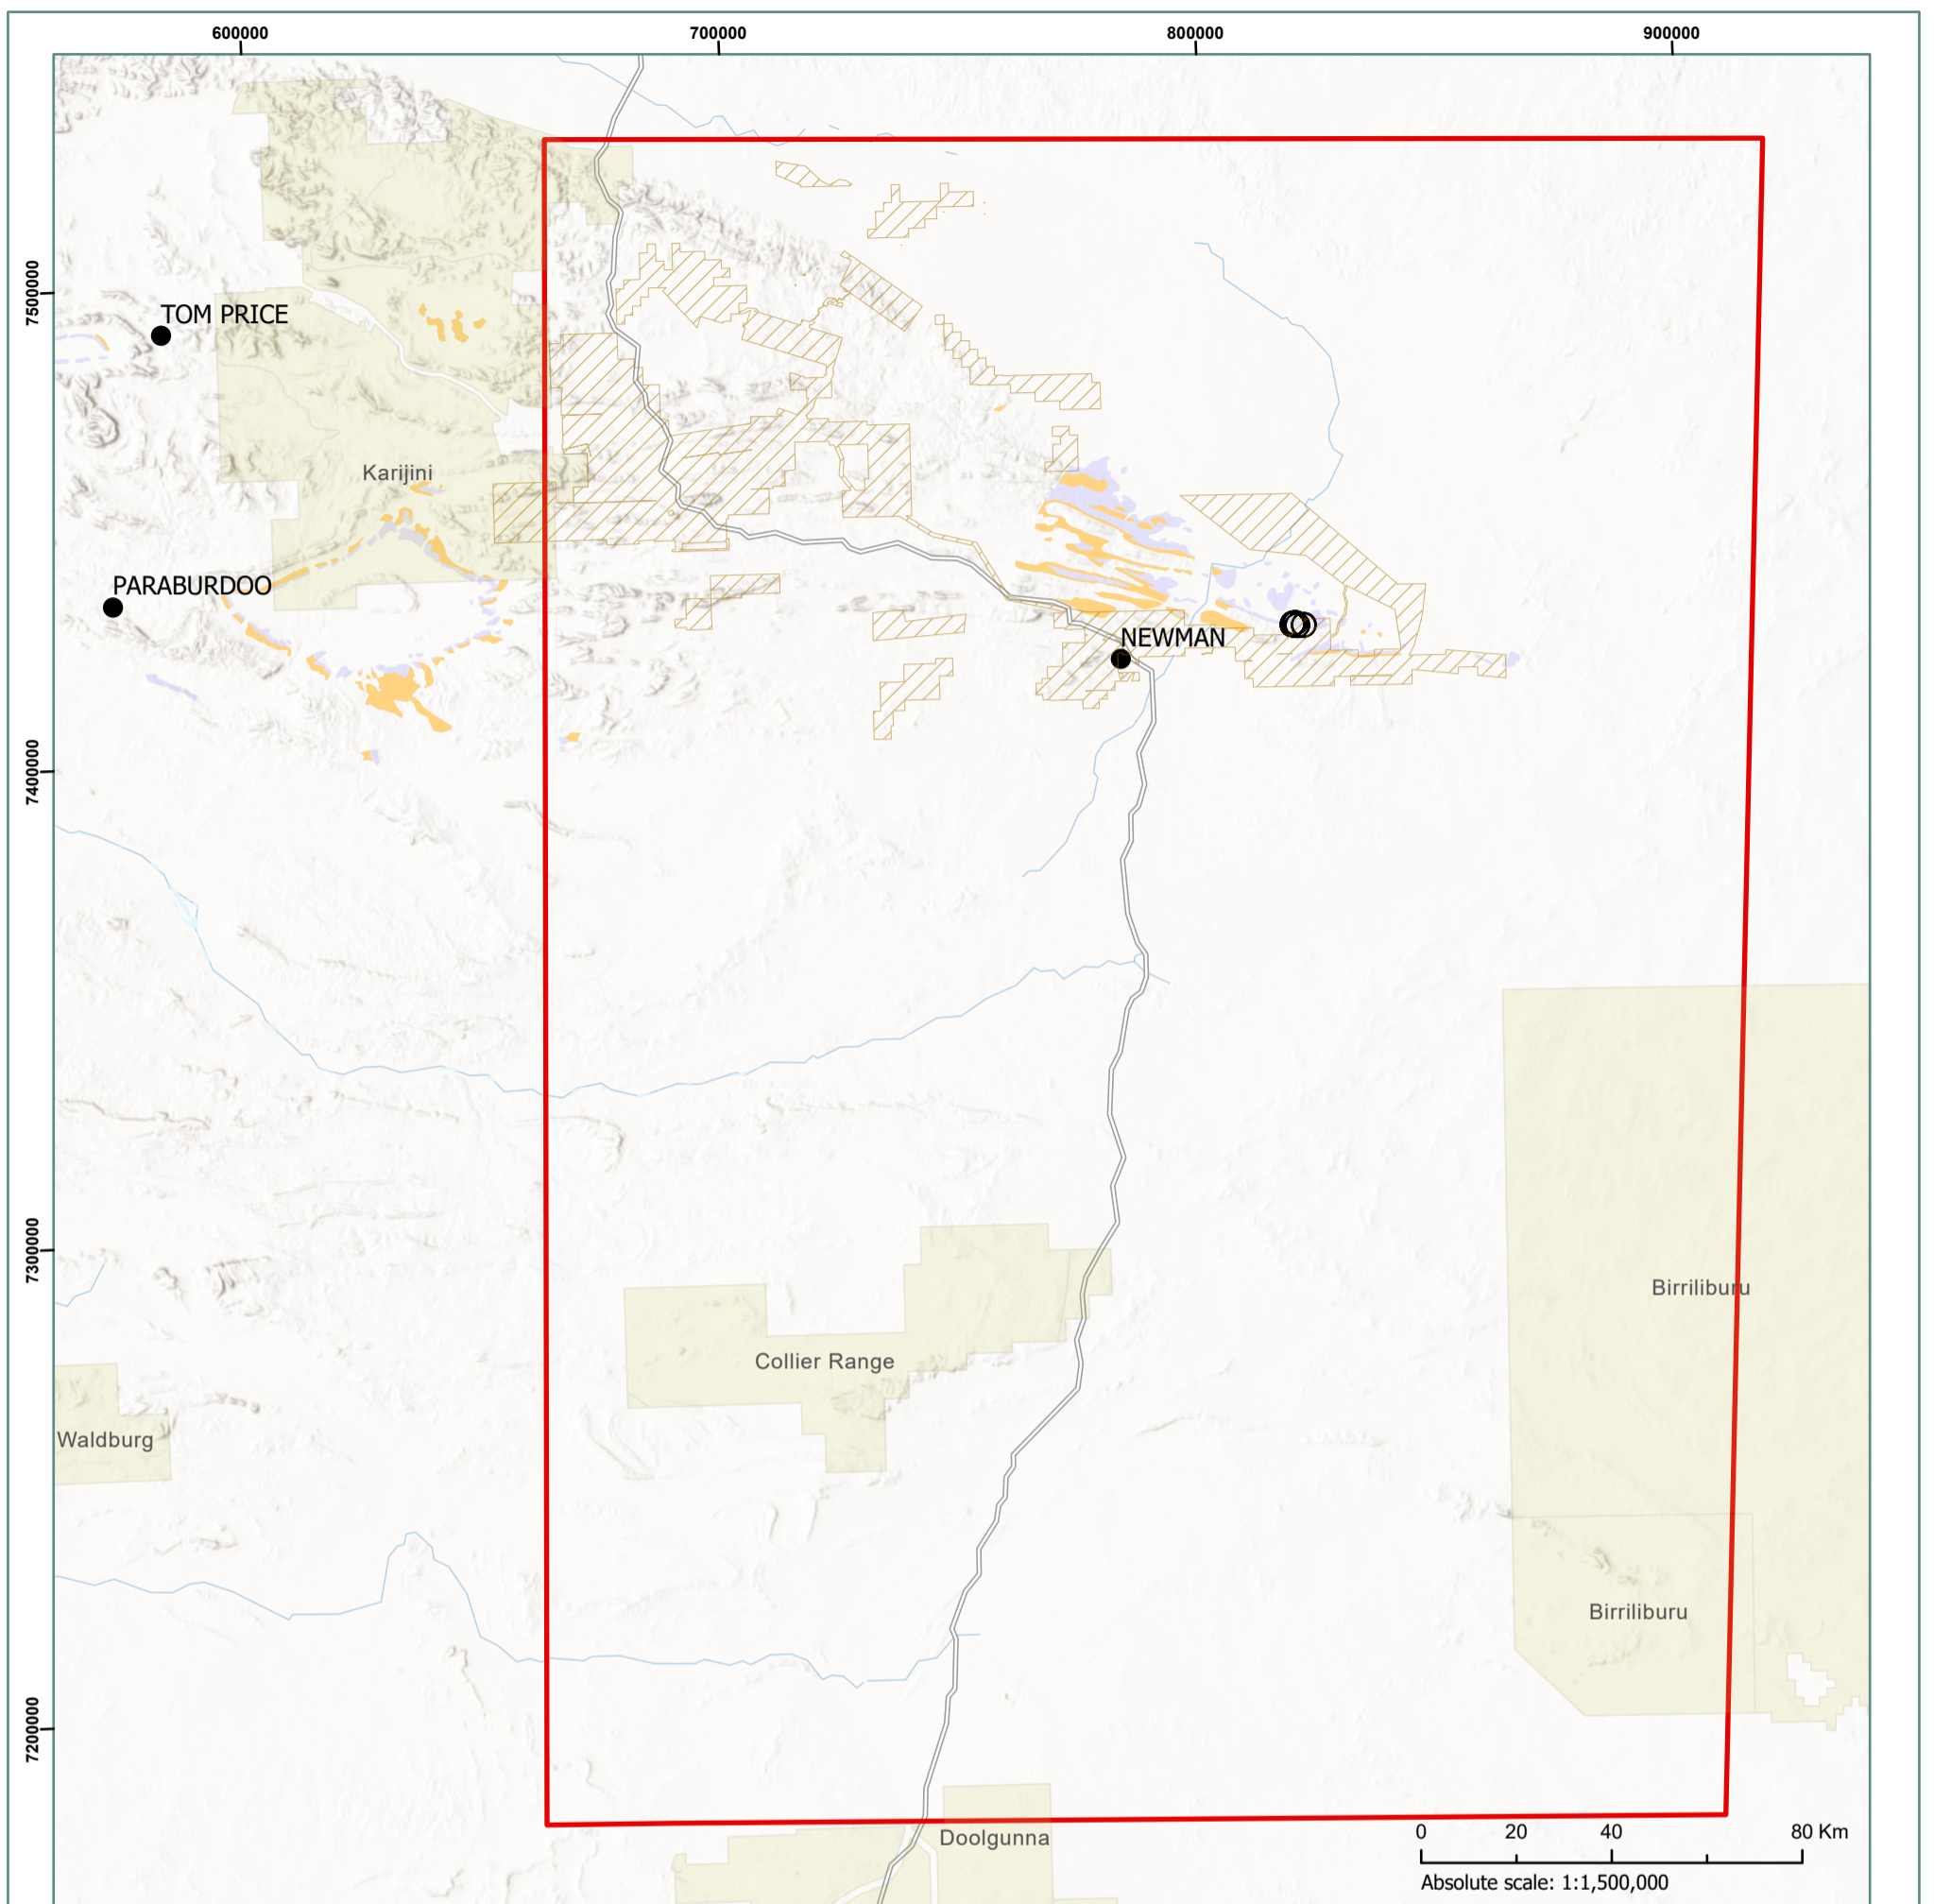 600000
700000
800000
900000
7500000
TOM PRICE
Karijini
PARABURDOO
NEWMAN
7400000
7300000
Birriliburu
Collier Range
Waldburg
Birriliburu
7200000
Doolgunna
0 20 40 80 Km
Absolute scale: 1:1,500,000